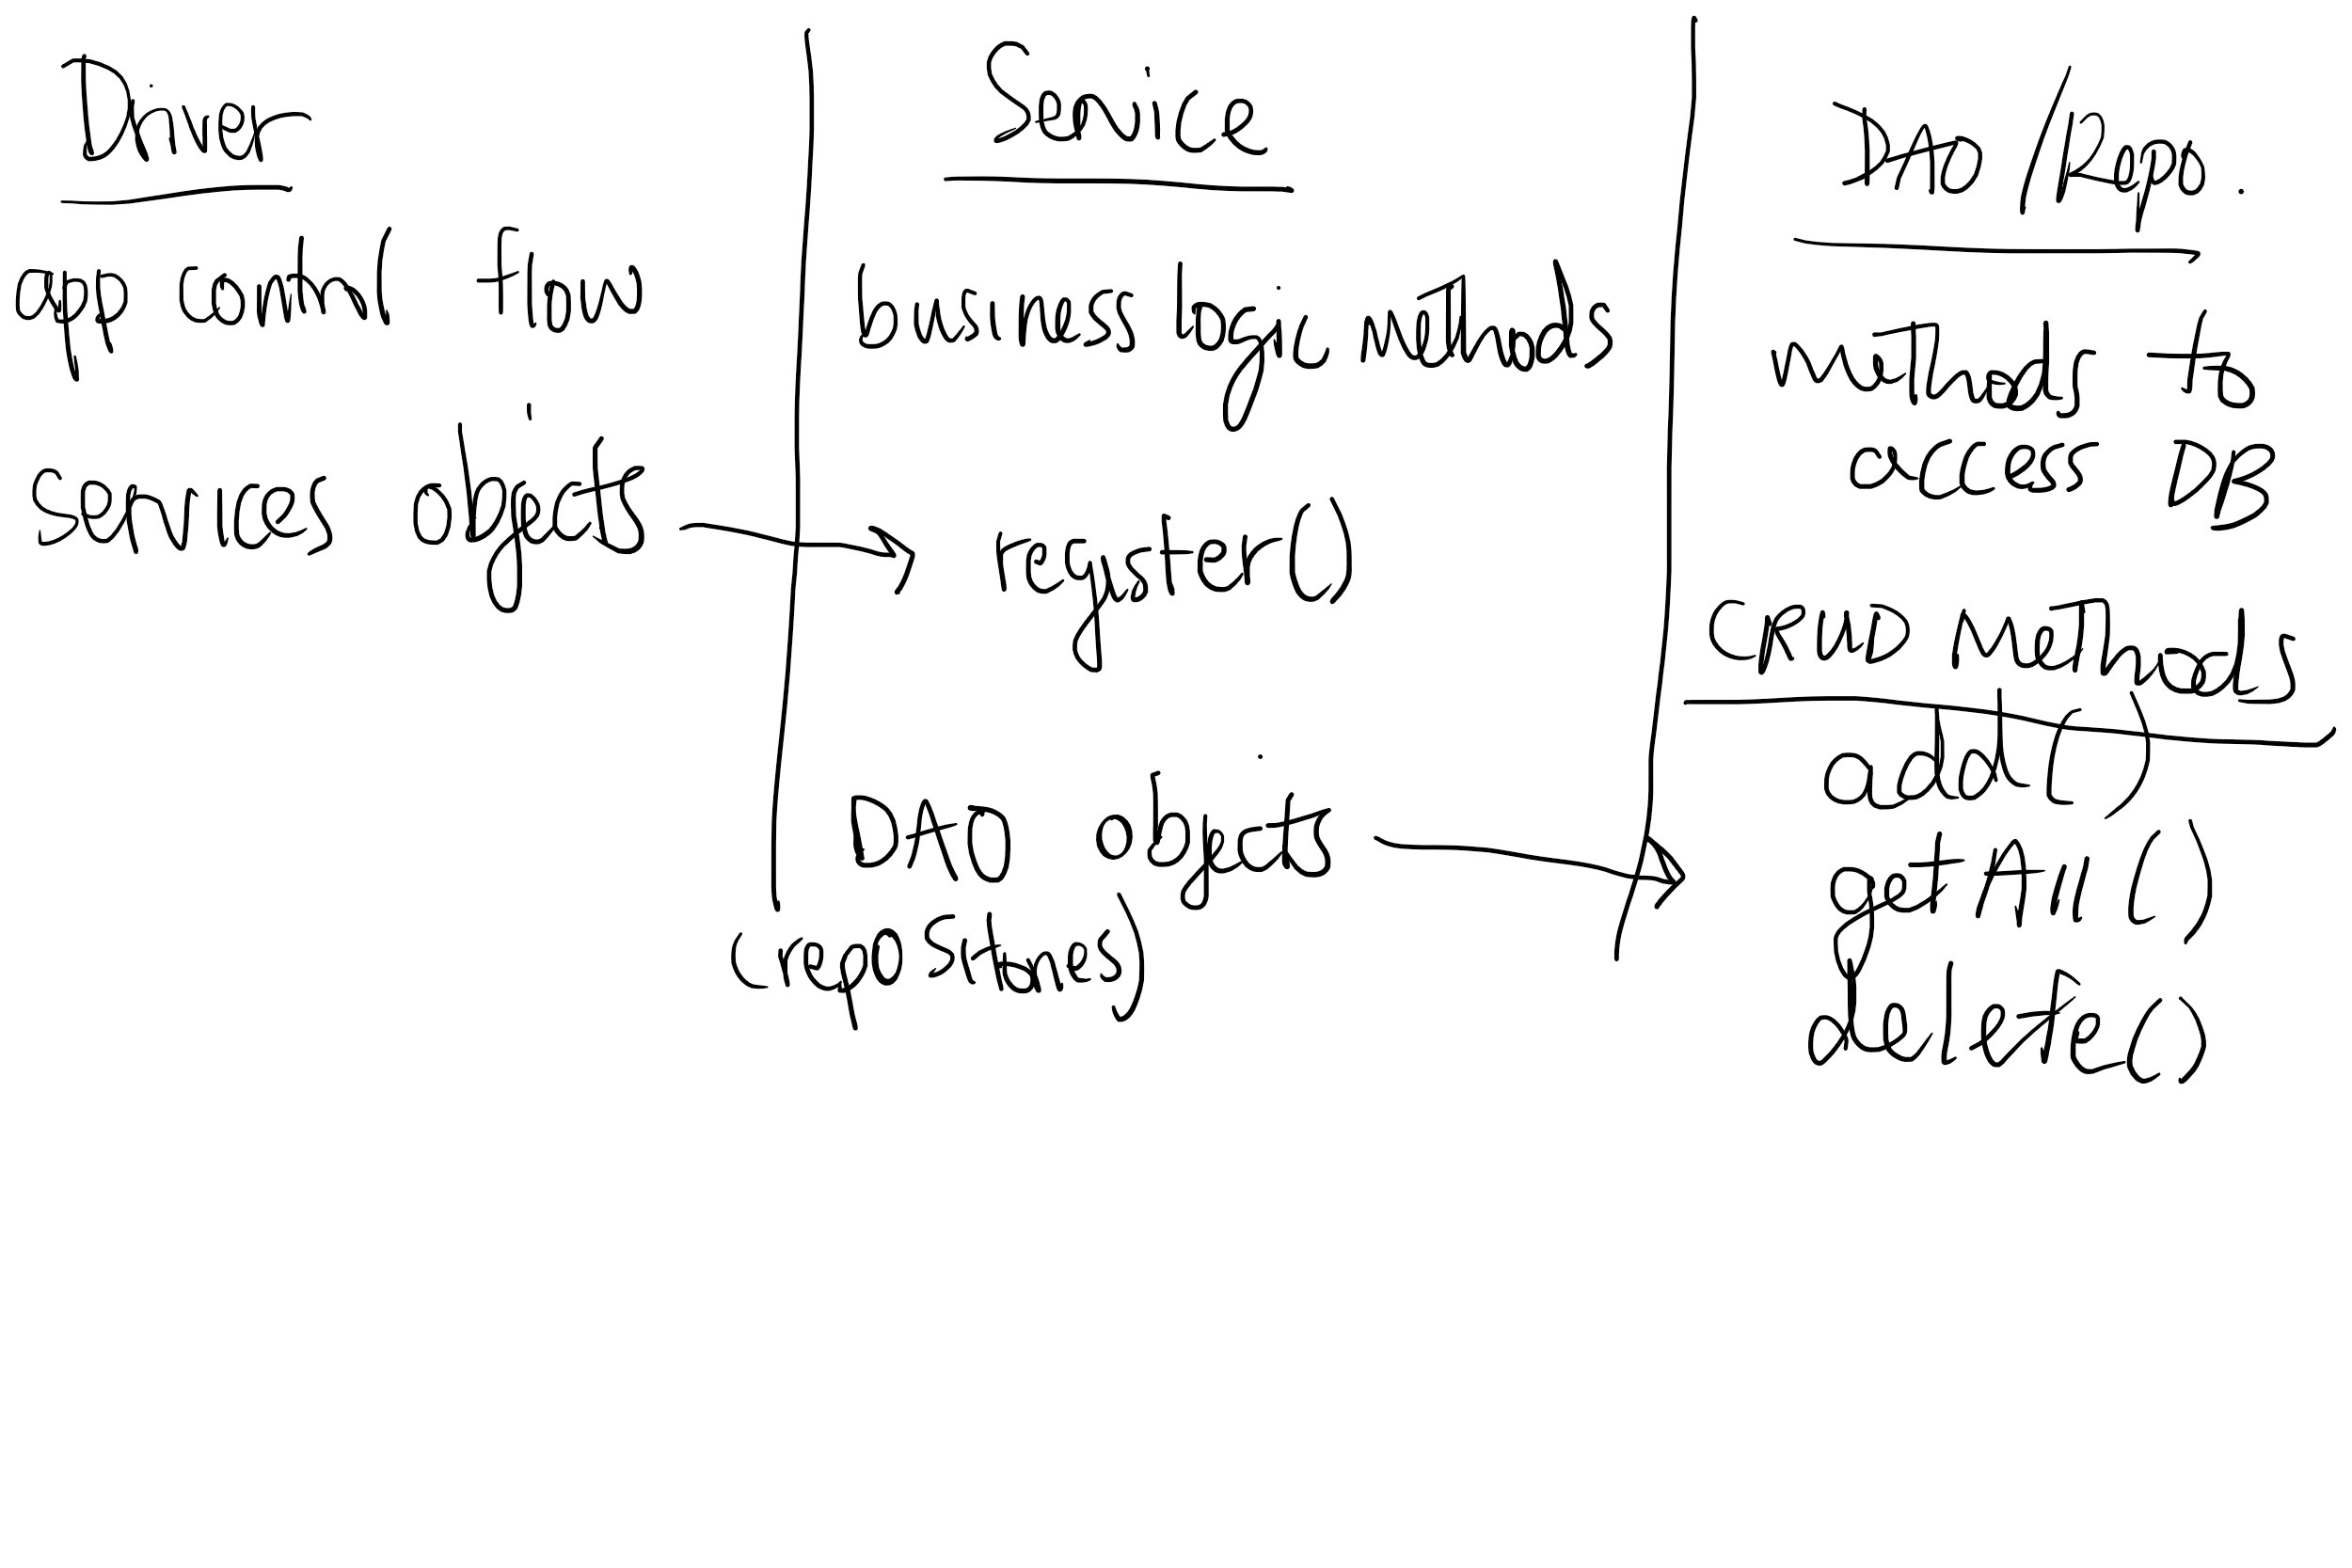 Driver
app control flow
services objects
Service
business logic methods
register()
DAO objects
(repositories)
DAO/Repo.
methods to
access DB
CRUD methods
add()
getAll()
delete()